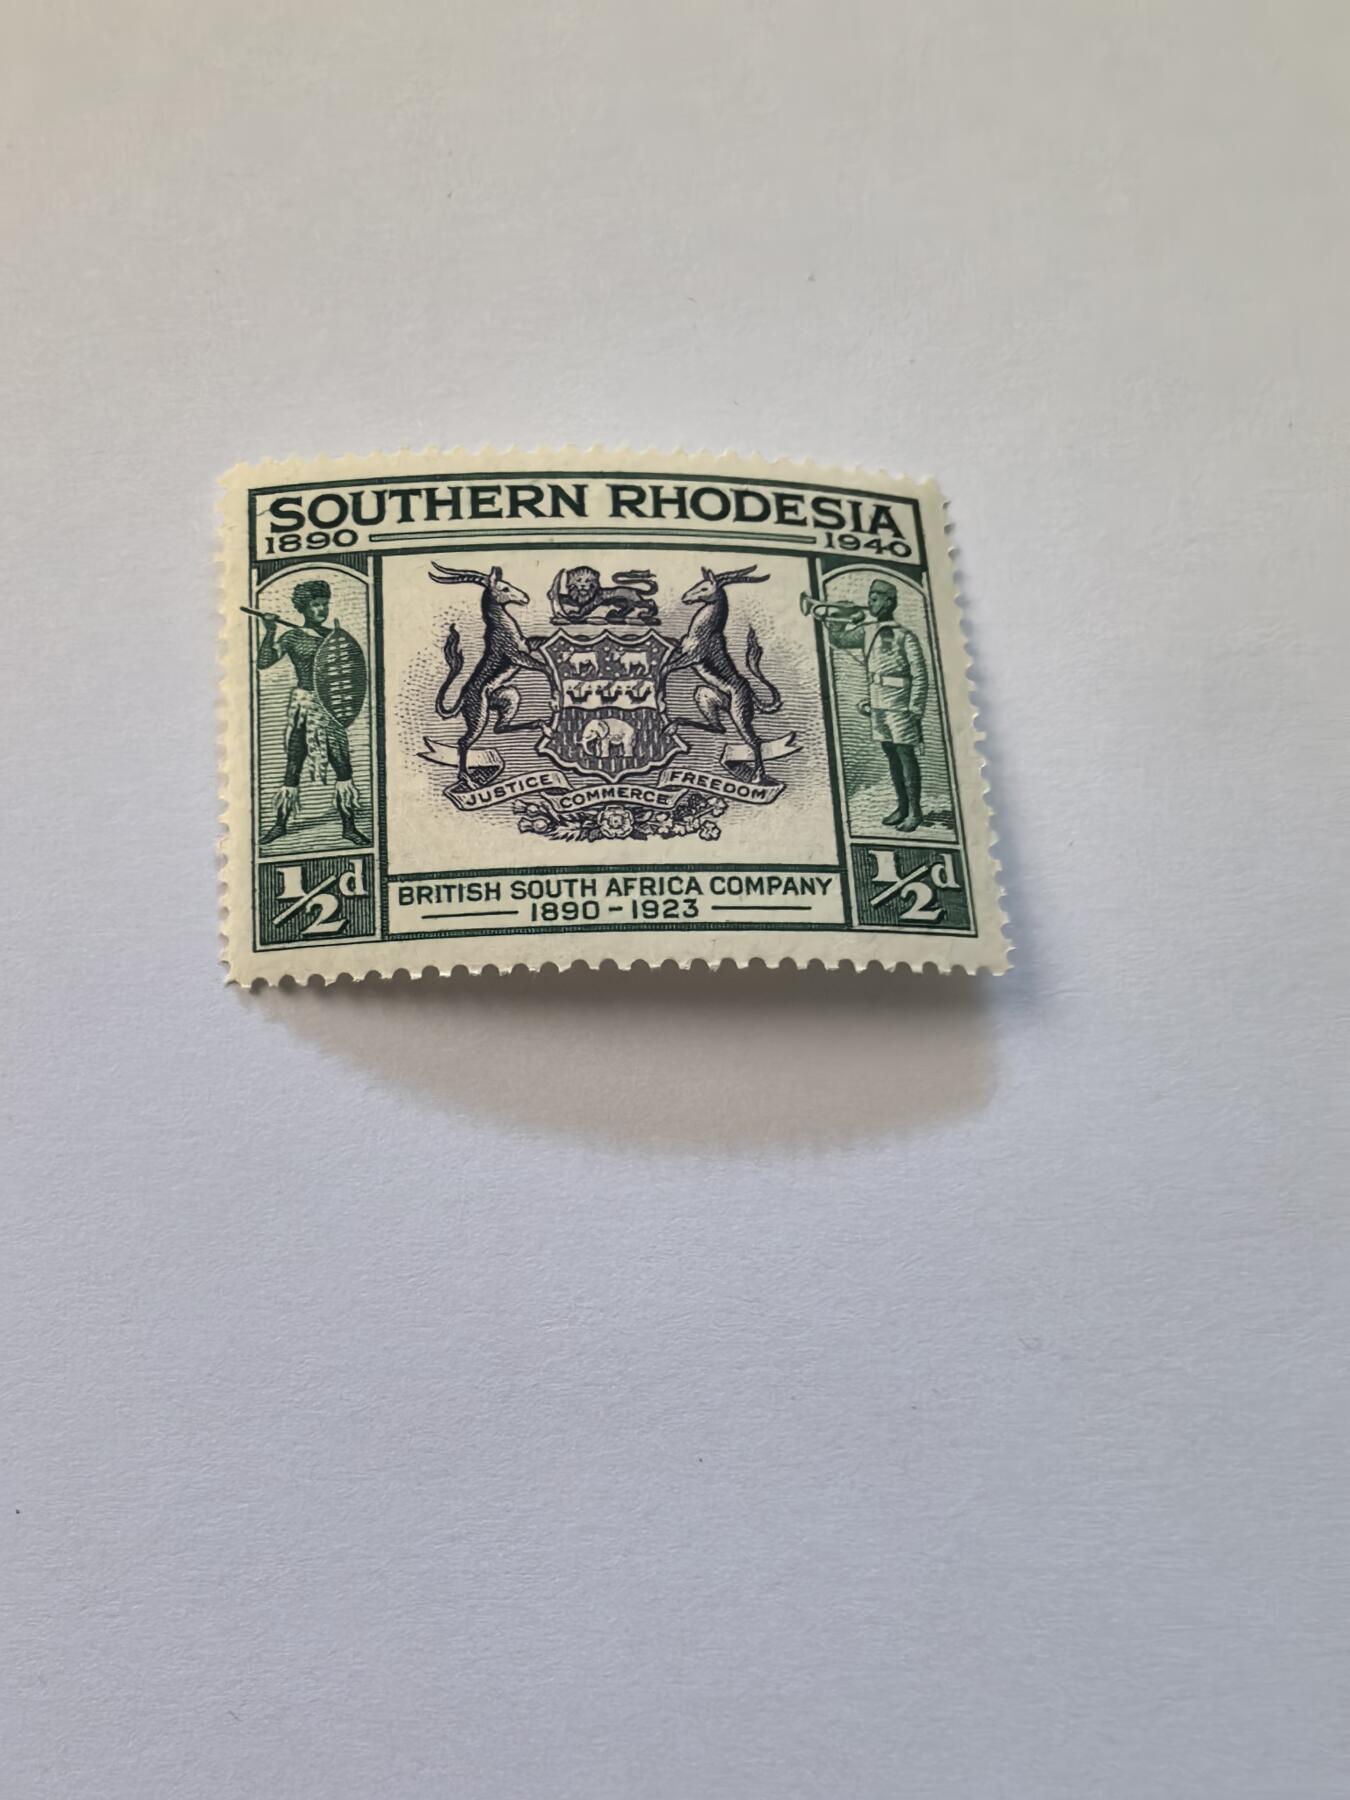 SOUTHERN RHODESIA
1890 1940
JUSTICE COMMERCE FREEDOM
½d ½d
BRITISH SOUTH AFRICA COMPANY
1890-1923